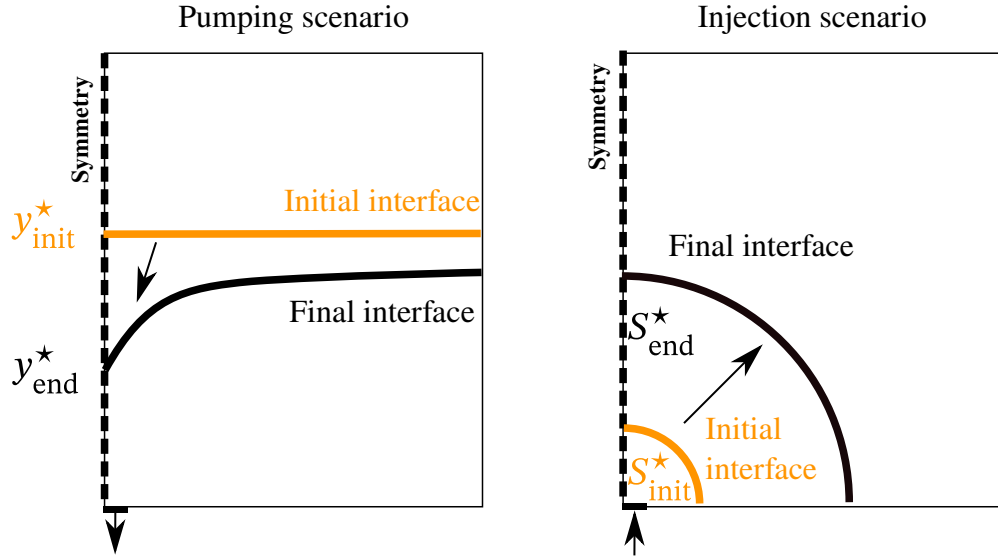 Pumping scenario
Symmetry
y⋆init
Initial interface
Final interface
y⋆end
Injection scenario
Symmetry
Final interface
S⋆end
Initial
interface
S⋆init